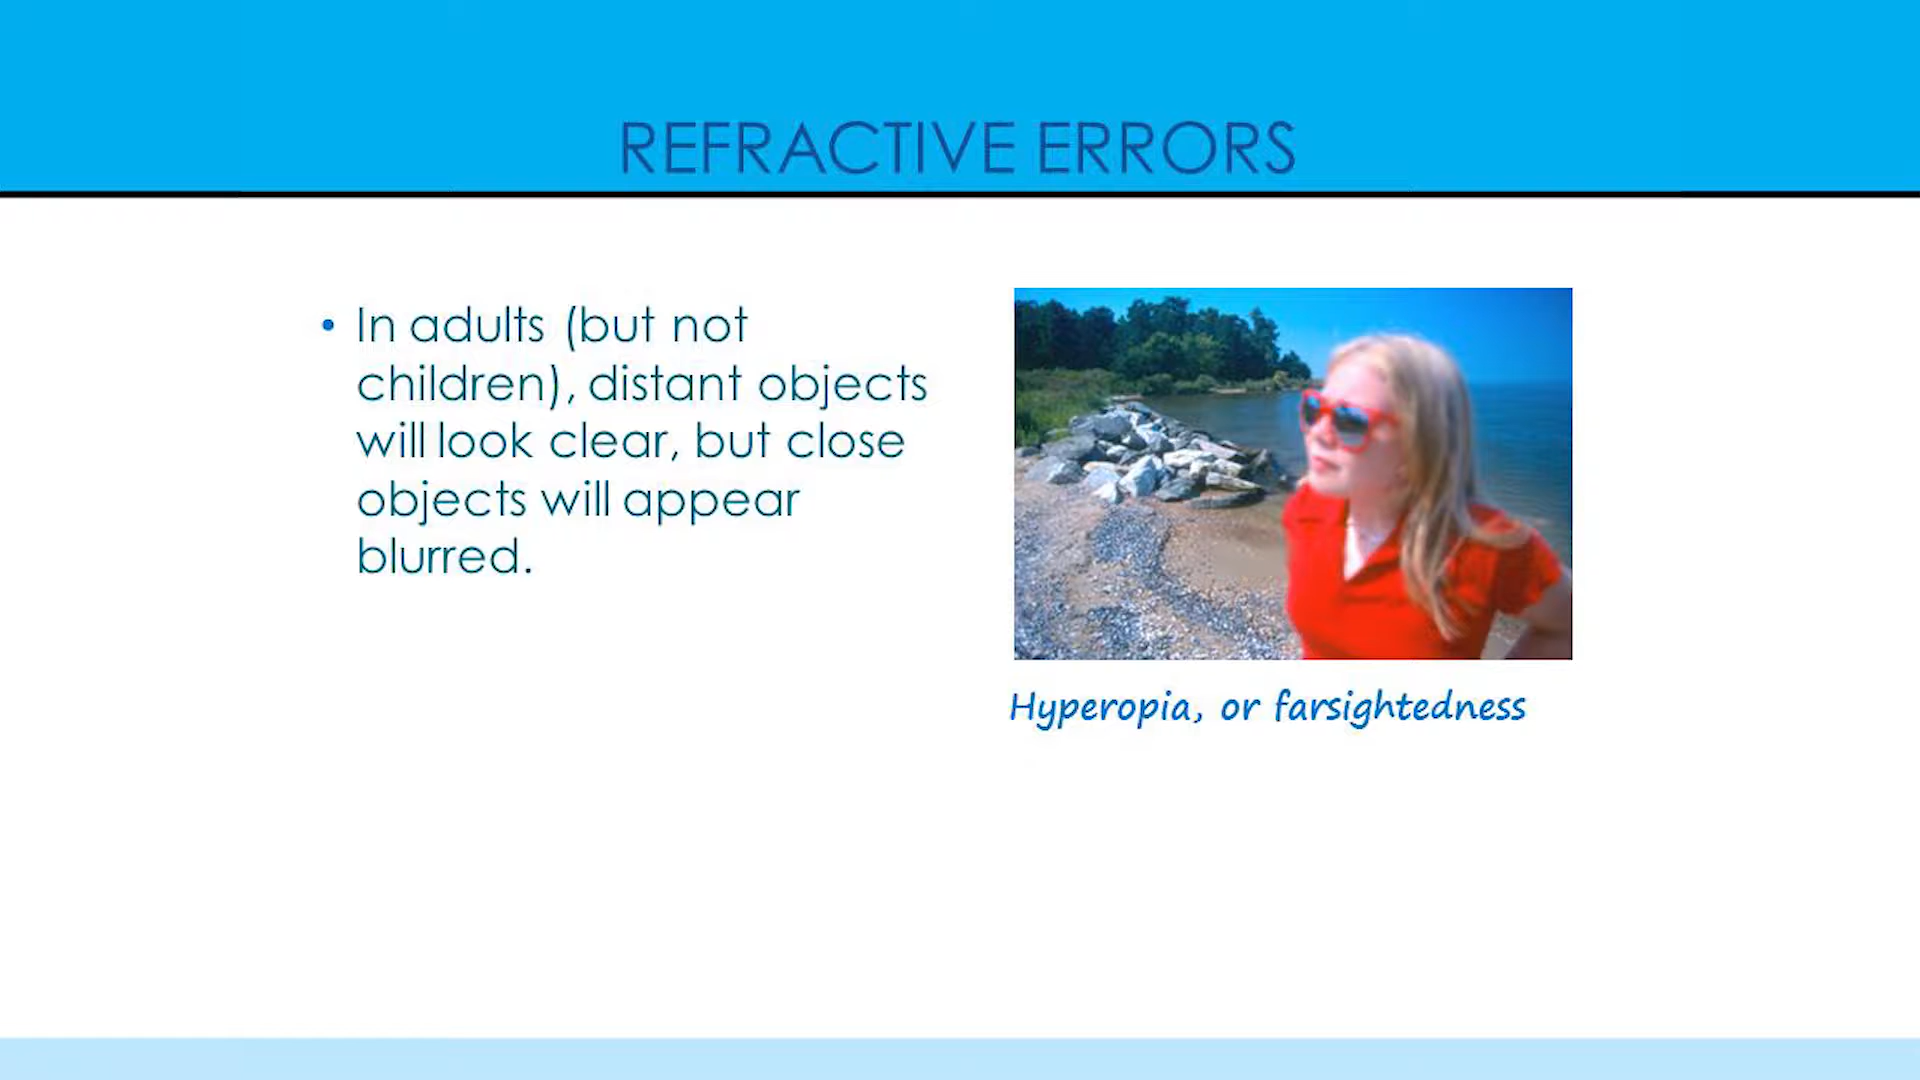 REFRACTIVE ERRORS
• In adults (but not
children), distant objects
will look clear, but close
objects will appear
blurred.
Hyperopia, or farsightedness